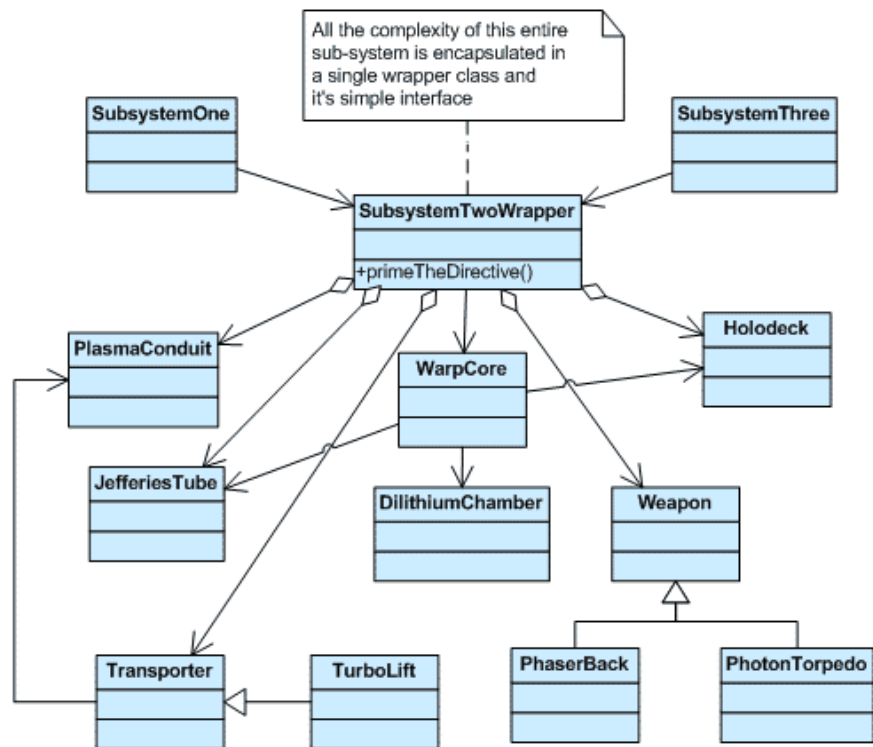 All the complexity of this entire
sub-system is encapsulated in
a single wrapper class and
it's simple interface
SubsystemOne
SubsystemThree
SubsystemTwoWrapper
+primeTheDirective()
PlasmaConduit
WarpCore
Holodeck
JefferiesTube
DilithiumChamber
Weapon
Transporter
TurboLift
PhaserBack
PhotonTorpedo